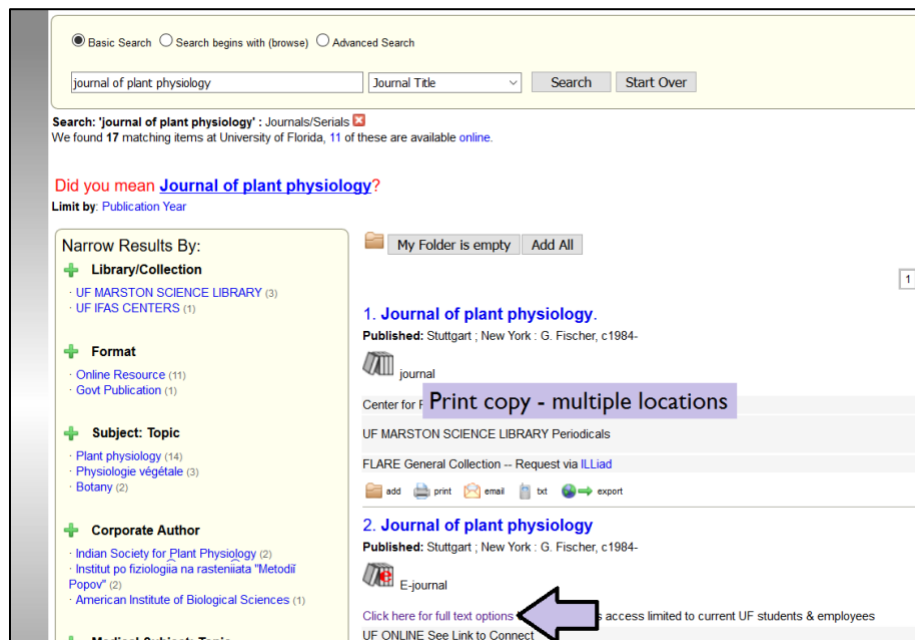 Basic Search Search begins with (browse) Advanced Search
journal of plant physiology Journal Title Search Start Over
Search: 'journal of plant physiology' : Journals/Serials
We found 17 matching items at University of Florida, 11 of these are available online.
Did you mean Journal of plant physiology?
Limit by: Publication Year
Narrow Results By:
Library/Collection
· UF MARSTON SCIENCE LIBRARY (3)
· UF IFAS CENTERS (1)
Format
· Online Resource (11)
· Govt Publication (1)
Subject: Topic
· Plant physiology (14)
· Physiologie végétale (3)
· Botany (2)
Corporate Author
· Indian Society for Plant Physiology (2)
· Institut po fiziologii͡a na rastenii͡ata "Metodiĭ
Popov" (2)
· American Institute of Biological Sciences (1)
My Folder is empty Add All
1
1. Journal of plant physiology.
Published: Stuttgart ; New York : G. Fischer, c1984-
journal
Center for
Print copy - multiple locations
UF MARSTON SCIENCE LIBRARY Periodicals
FLARE General Collection -- Request via ILLiad
add print email txt export
2. Journal of plant physiology
Published: Stuttgart ; New York : G. Fischer, c1984-
E-journal
Click here for full text options access limited to current UF students & employees
UF ONLINE See Link to Connect